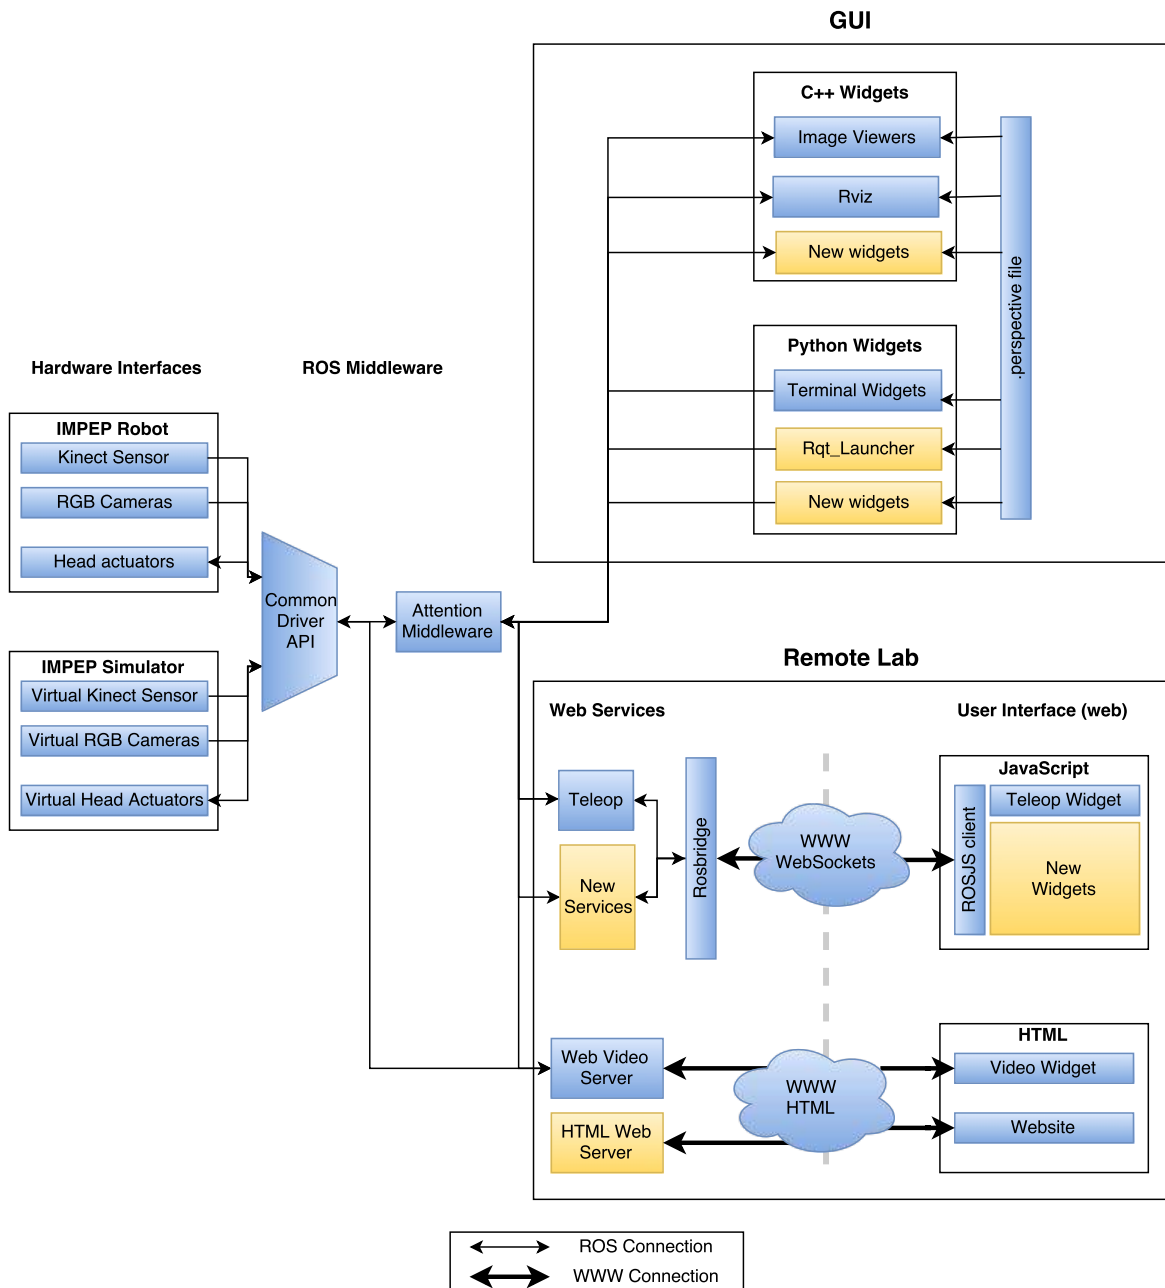 GUI
C++ Widgets
Image Viewers
Rviz
New widgets
.perspective file
Python Widgets
Terminal Widgets
Rqt_Launcher
New widgets
Hardware Interfaces
ROS Middleware
IMPEP Robot
Kinect Sensor
RGB Cameras
Head actuators
Common
Driver
API
Attention
Middleware
IMPEP Simulator
Virtual Kinect Sensor
Virtual RGB Cameras
Virtual Head Actuators
Remote Lab
Web Services
User Interface (web)
Teleop
New
Services
Rosbridge
WWW
WebSockets
JavaScript
ROSJS client
Teleop Widget
New
Widgets
Web Video
Server
HTML Web
Server
WWW
HTML
HTML
Video Widget
Website
ROS Connection
WWW Connection